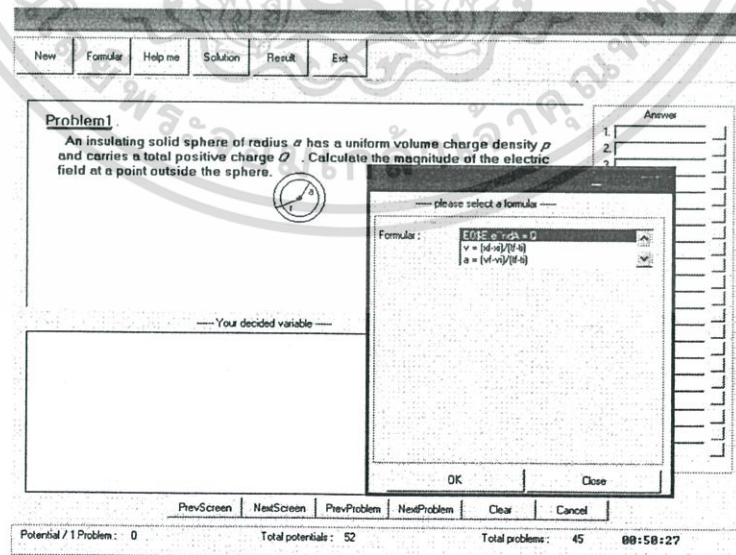 New Formular Help me Solution Result Exit
Problem1
An insulating solid sphere of radius a has a uniform volume charge density ρ
and carries a total positive charge Q . Calculate the magnitude of the electric
field at a point outside the sphere.
a
r
Answer
1.
2.
3
----- please select a formular -----
Formular :
v = (xf-xi)/(tf-ti)
a = (vf-vi)/(tf-ti)
OK Close
----- Your decided variable -----
PrevScreen NextScreen PrevProblem NextProblem Clear Cancel
Potential / 1 Problem : 0 Total potentials : 52 Total problems : 45 00:50:27